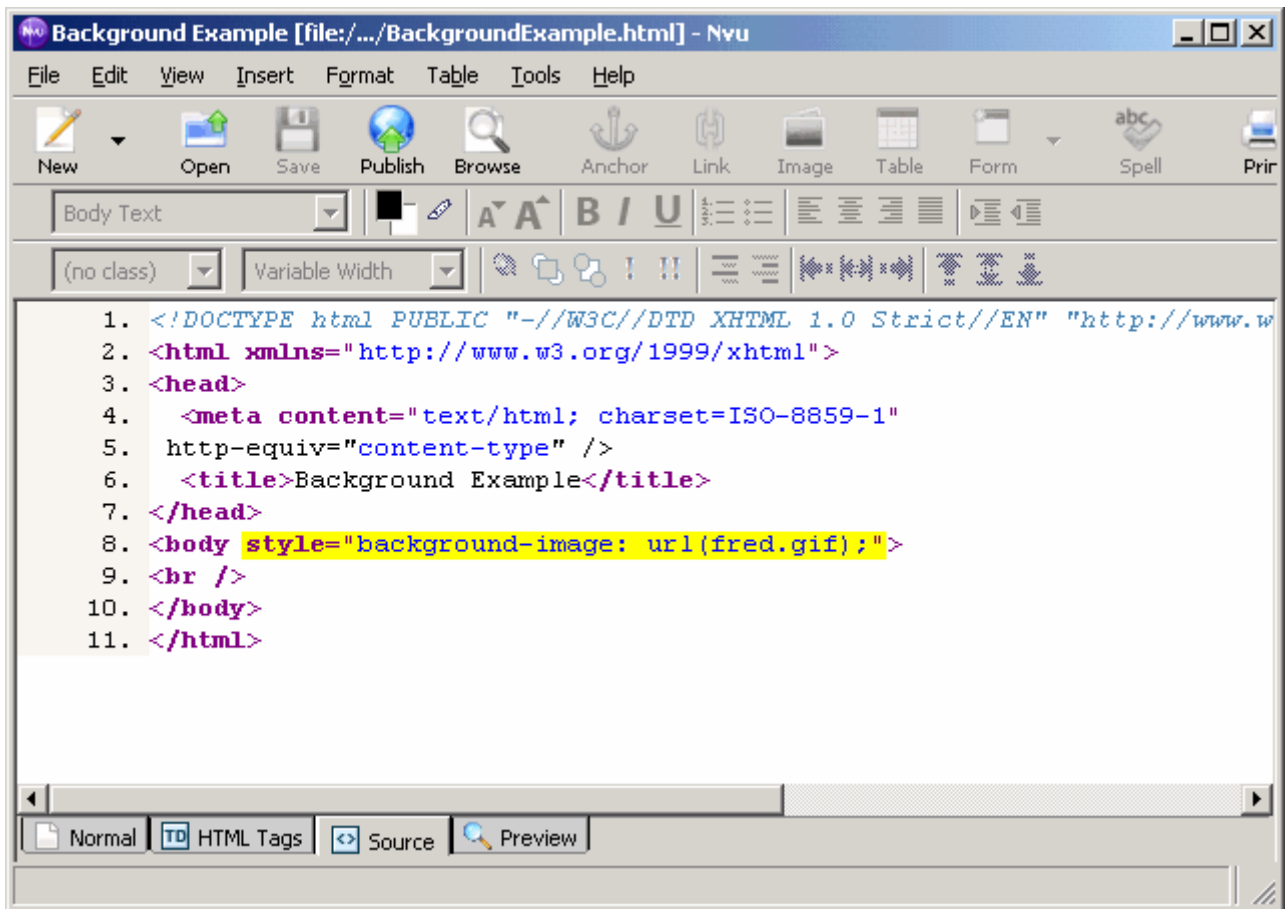 Background Example [file:/.../BackgroundExample.html] - Nvu
File Edit View Insert Format Table Tools Help
New Open Save Publish Browse Anchor Link Image Table Form Spell Prin
Body Text
(no class) Variable Width
1. <!DOCTYPE html PUBLIC "-//W3C//DTD XHTML 1.0 Strict//EN" "http://www.w
2. <html xmlns="http://www.w3.org/1999/xhtml">
3. <head>
4. <meta content="text/html; charset=ISO-8859-1"
5. http-equiv="content-type" />
6. <title>Background Example</title>
7. </head>
8. <body style="background-image: url(fred.gif);">
9. <br />
10. </body>
11. </html>
Normal TD HTML Tags Source Preview